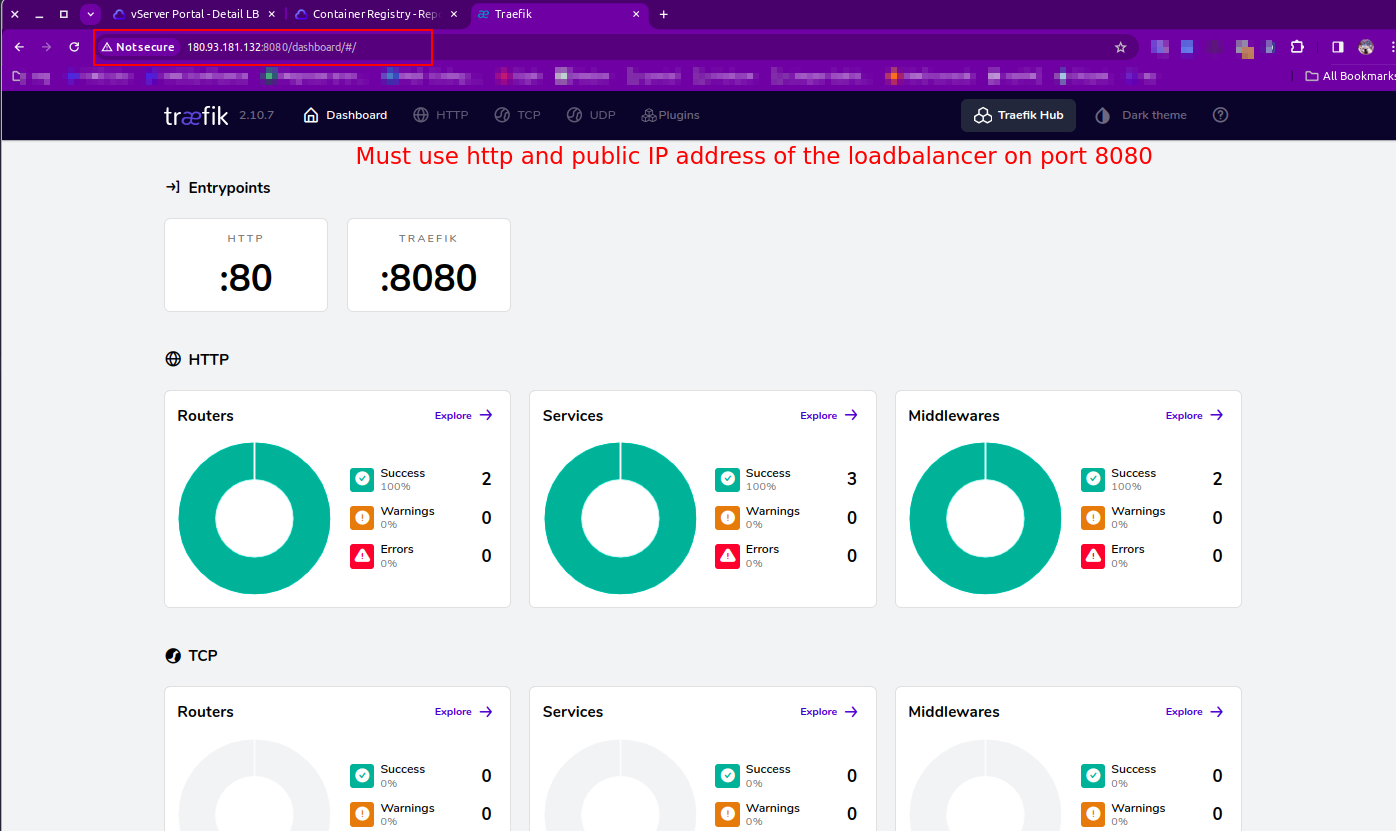 vServer Portal - Detail LB
Container Registry - Rep
Traefik
Not secure 180.93.181.132:8080/dashboard/#/
All Bookmarks
træfik 2.10.7 Dashboard HTTP TCP UDP Plugins Traefik Hub Dark theme
Must use http and public IP address of the loadbalancer on port 8080
Entrypoints
HTTP
:80
TRAEFIK
:8080
HTTP
Routers Explore
Success 2
100%
Warnings 0
0%
Errors 0
0%
Services Explore
Success 3
100%
Warnings 0
0%
Errors 0
0%
Middlewares Explore
Success 2
100%
Warnings 0
0%
Errors 0
0%
TCP
Routers Explore
Success 0
0%
Warnings 0
0%
Services Explore
Success 0
0%
Warnings 0
0%
Middlewares Explore
Success 0
0%
Warnings 0
0%